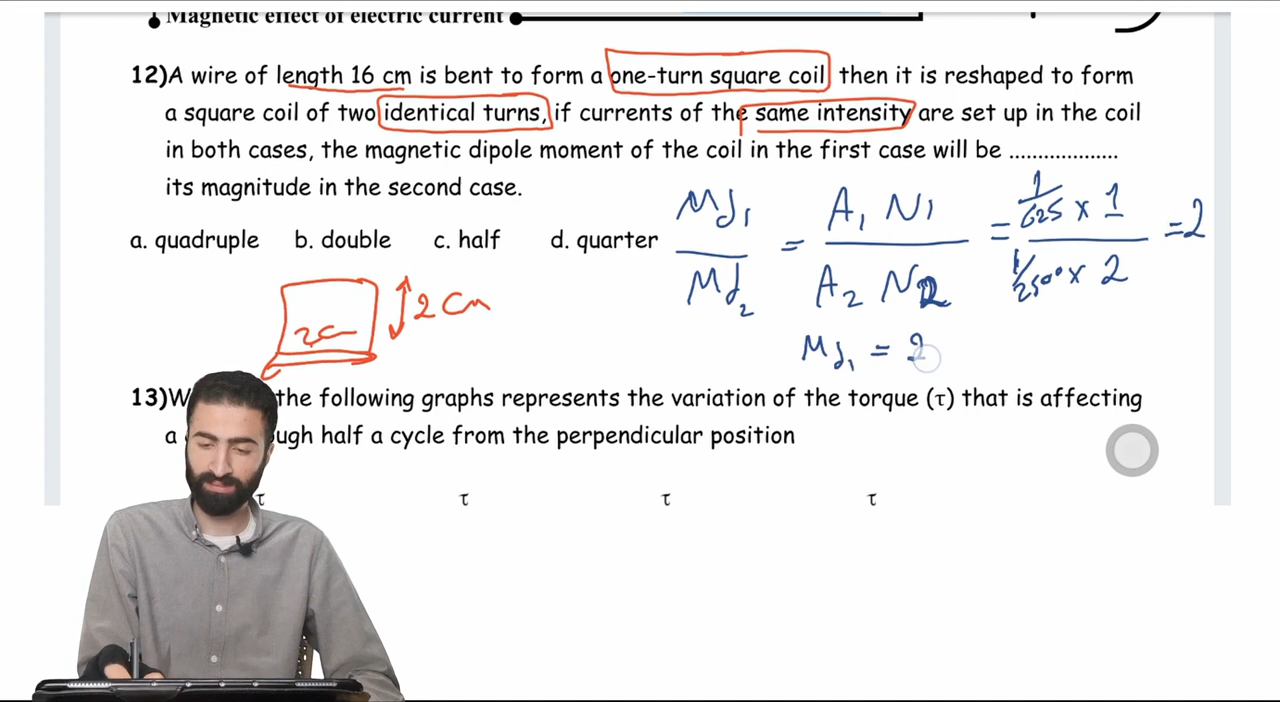 Magnetic effect of electric current
12)A wire of length 16 cm is bent to form a one-turn square coil then it is reshaped to form
a square coil of two identical turns, if currents of the same intensity are set up in the coil
in both cases, the magnetic dipole moment of the coil in the first case will be ...................
its magnitude in the second case.
a. quadruple b. double c. half d. quarter
Md1 / Md2 = A1 N1 / A2 N2 = 1/625 x 1 / 1/2500 x 2 = 2
2 cm
2 cm
Md1 = 2
13)W the following graphs represents the variation of the torque (τ) that is affecting
a ugh half a cycle from the perpendicular position
τ τ τ τ